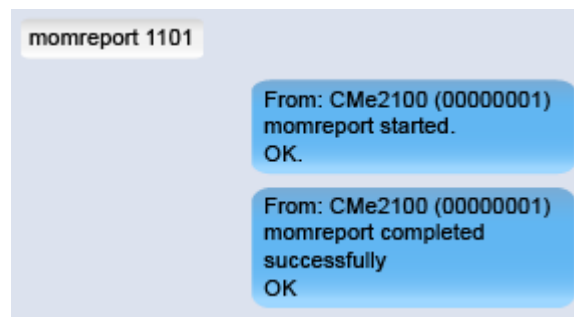 momreport 1101
From: CMe2100 (00000001)
momreport started.
OK.
From: CMe2100 (00000001)
momreport completed
successfully
OK